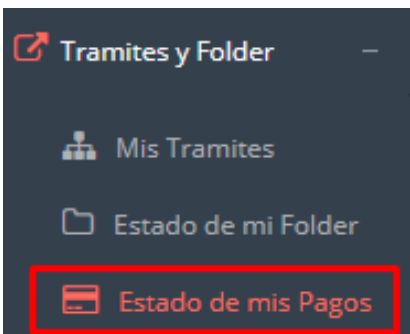 Tramites y Folder
Mis Tramites
Estado de mi Folder
Estado de mis Pagos